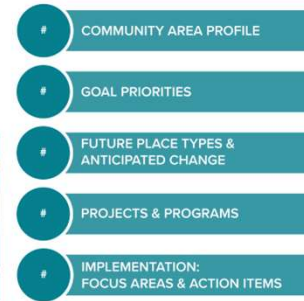 # COMMUNITY AREA PROFILE
# GOAL PRIORITIES
# FUTURE PLACE TYPES &
ANTICIPATED CHANGE
# PROJECTS & PROGRAMS
# IMPLEMENTATION:
FOCUS AREAS & ACTION ITEMS